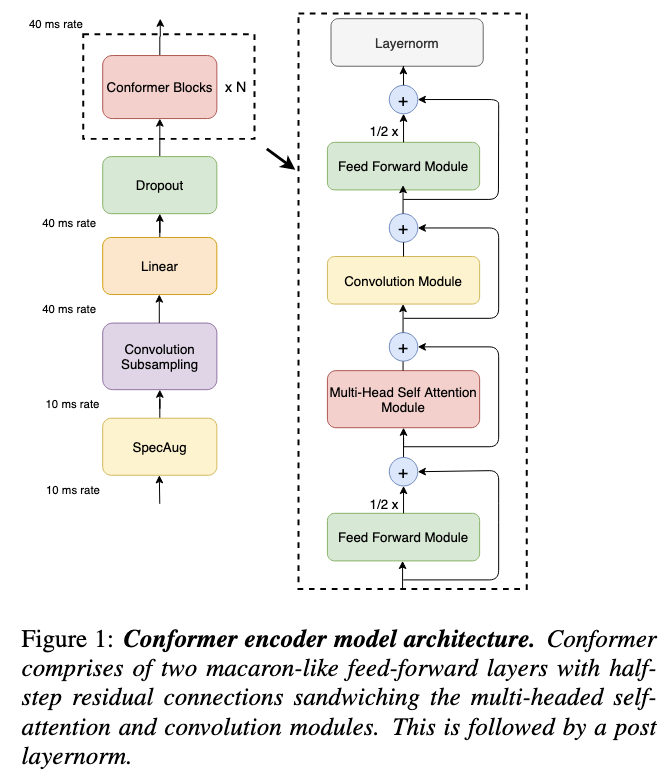 40 ms rate
Conformer Blocks
x N
Dropout
40 ms rate
Linear
40 ms rate
Convolution
Subsampling
10 ms rate
SpecAug
10 ms rate
Layernorm
+
1/2 x
Feed Forward Module
+
Convolution Module
+
Multi-Head Self Attention
Module
+
1/2 x
Feed Forward Module
Figure 1: Conformer encoder model architecture. Conformer
comprises of two macaron-like feed-forward layers with half-
step residual connections sandwiching the multi-headed self-
attention and convolution modules. This is followed by a post
layernorm.